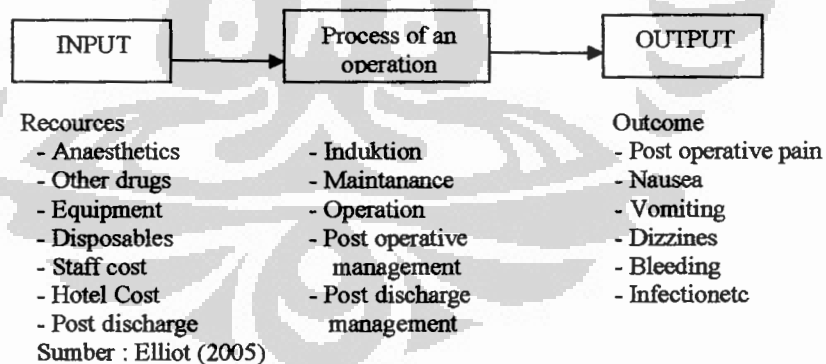 INPUT
Process of an
operation
OUTPUT
Recources
- Anaesthetics
- Other drugs
- Equipment
- Disposables
- Staff cost
- Hotel Cost
- Post discharge
- Induktion
- Maintanance
- Operation
- Post operative
management
- Post discharge
management
Outcome
- Post operative pain
- Nausea
- Vomiting
- Dizzines
- Bleeding
- Infectionetc
Sumber : Elliot (2005)